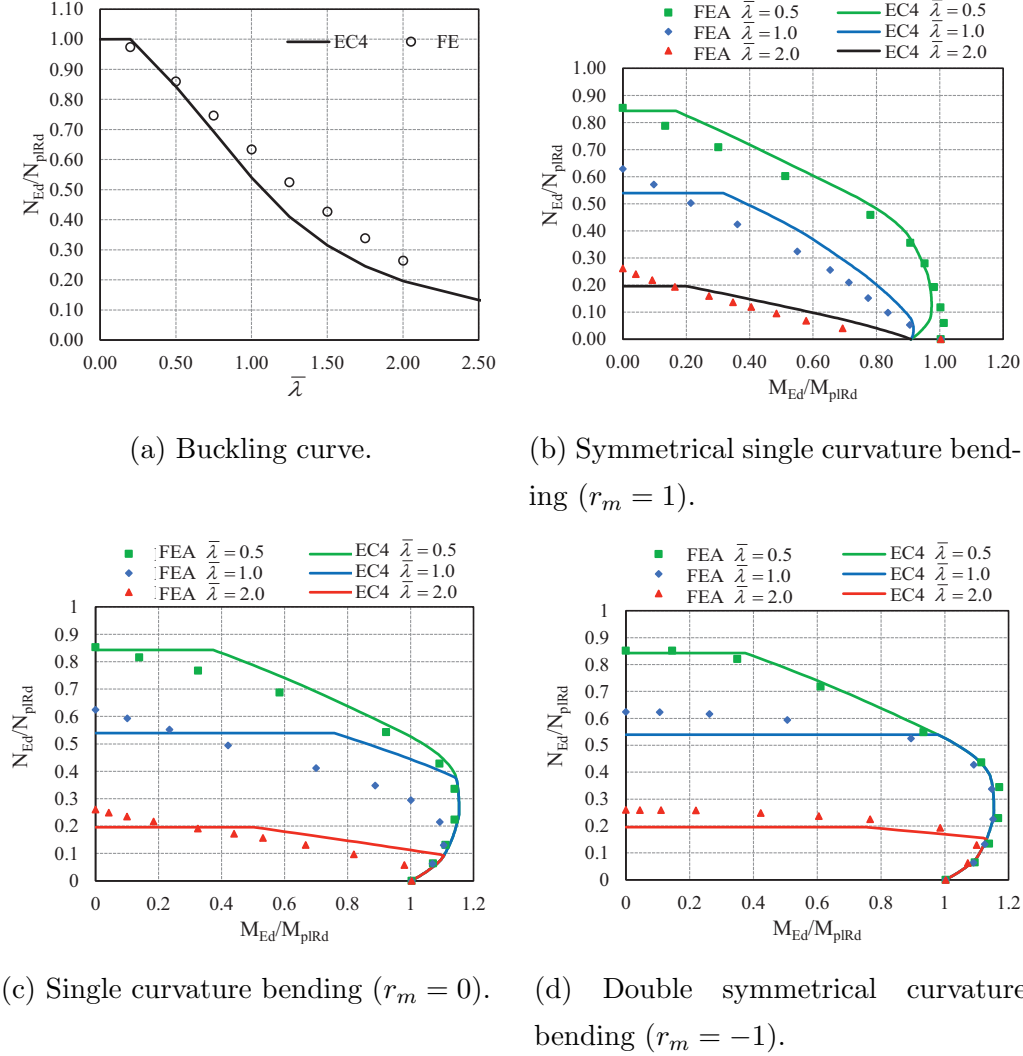 1.10
1.00
0.90
0.80
0.70
0.60
0.50
0.40
0.30
0.20
0.10
0.00
N_Ed/N_plRd
EC4
FE
0.00 0.50 1.00 1.50 2.00 2.50
λ̄
(a) Buckling curve.
FEA λ̄ = 0.5
FEA λ̄ = 1.0
FEA λ̄ = 2.0
EC4 λ̄ = 0.5
EC4 λ̄ = 1.0
EC4 λ̄ = 2.0
1.00
0.90
0.80
0.70
0.60
0.50
0.40
0.30
0.20
0.10
0.00
N_Ed/N_plRd
0.00 0.20 0.40 0.60 0.80 1.00 1.20
M_Ed/M_plRd
(b) Symmetrical single curvature bend-
ing (r_m = 1).
FEA λ̄ = 0.5
FEA λ̄ = 1.0
FEA λ̄ = 2.0
EC4 λ̄ = 0.5
EC4 λ̄ = 1.0
EC4 λ̄ = 2.0
1
0.9
0.8
0.7
0.6
0.5
0.4
0.3
0.2
0.1
0
N_Ed/N_plRd
0 0.2 0.4 0.6 0.8 1 1.2
M_Ed/M_plRd
(c) Single curvature bending (r_m = 0).
FEA λ̄ = 0.5
FEA λ̄ = 1.0
FEA λ̄ = 2.0
EC4 λ̄ = 0.5
EC4 λ̄ = 1.0
EC4 λ̄ = 2.0
1
0.9
0.8
0.7
0.6
0.5
0.4
0.3
0.2
0.1
0
N_Ed/N_plRd
0 0.2 0.4 0.6 0.8 1 1.2
M_Ed/M_plRd
(d) Double symmetrical curvature
bending (r_m = −1).